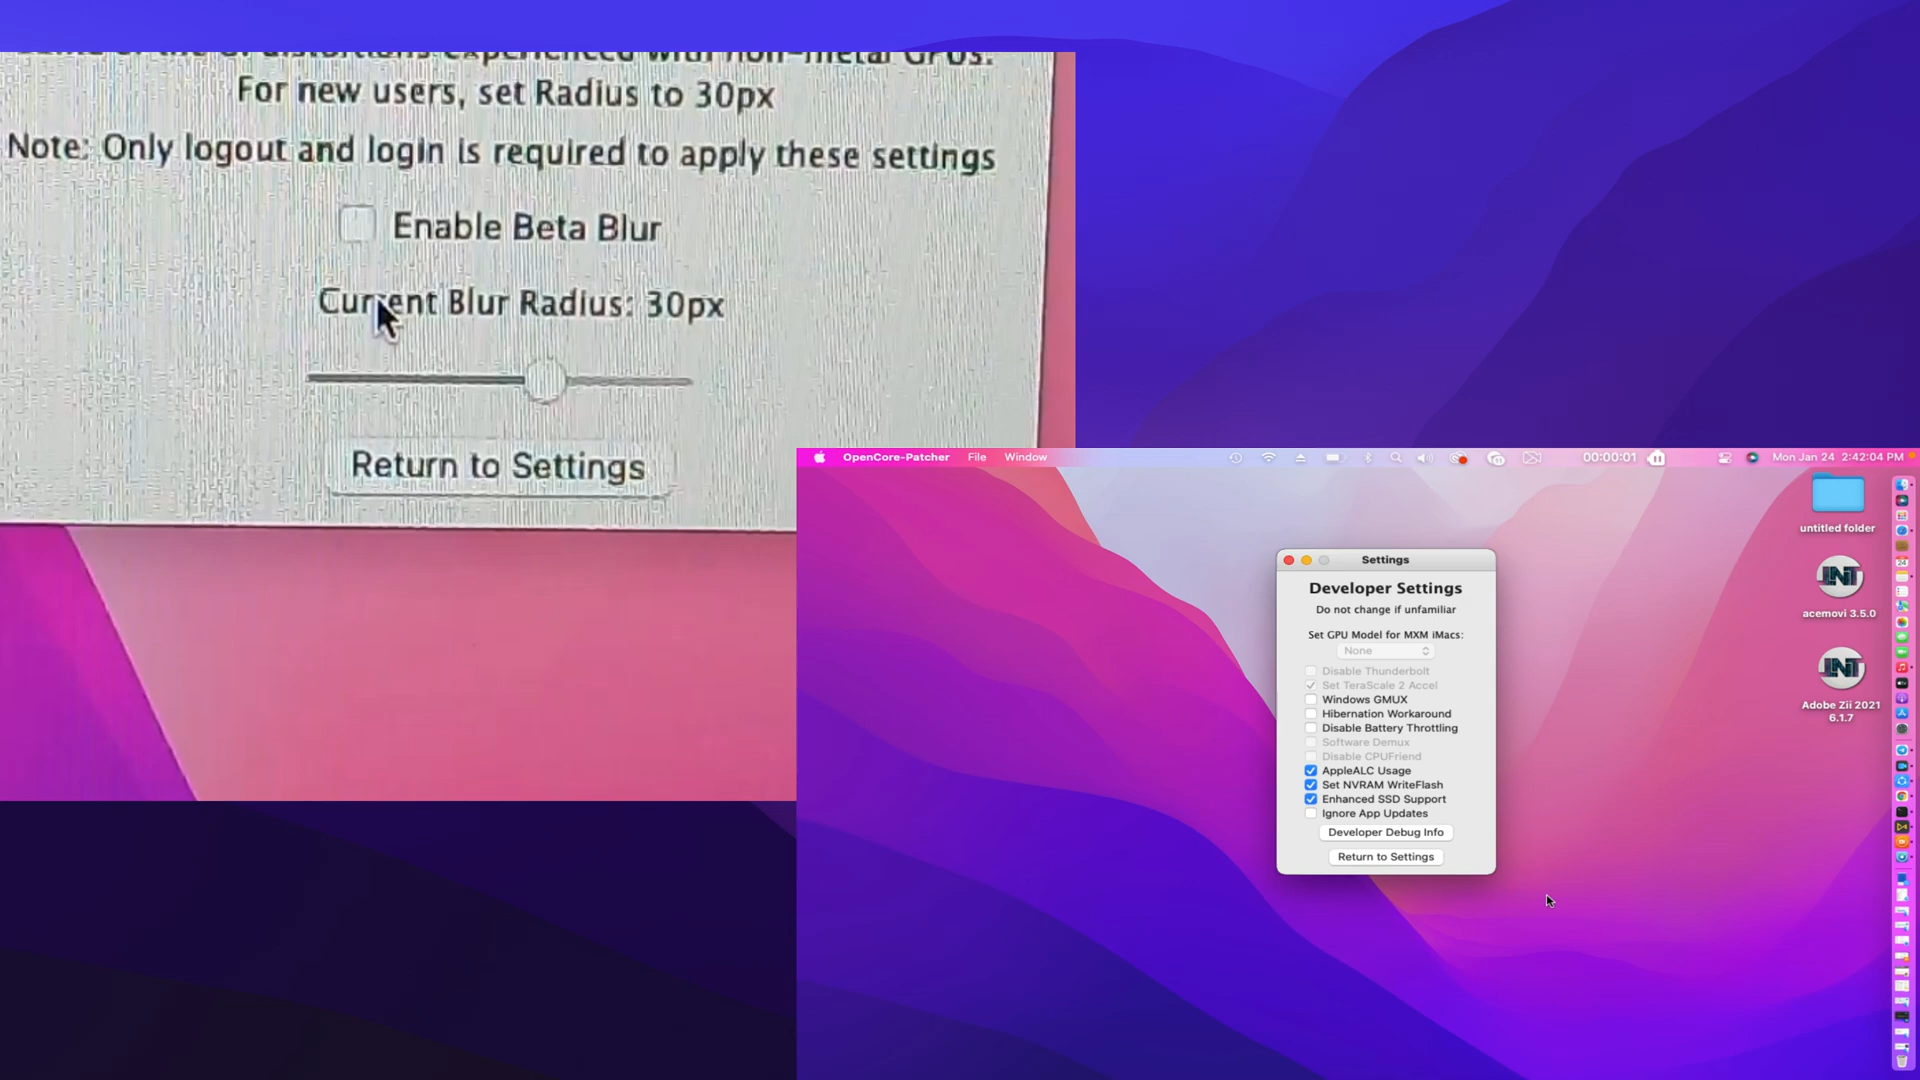 For new users, set Radius to 30px
Note: Only logout and login is required to apply these settings
Enable Beta Blur
Current Blur Radius: 30px
Return to Settings
OpenCore-Patcher File Window
00:00:01
Mon Jan 24 2:42:04 PM
untitled folder
acemovi 3.5.0
Adobe Zii 2021
6.1.7
Settings
Developer Settings
Do not change if unfamiliar
Set GPU Model for MXM iMacs:
None
Disable Thunderbolt
Set TeraScale 2 Accel
Windows GMUX
Hibernation Workaround
Disable Battery Throttling
Software Demux
Disable CPUFriend
AppleALC Usage
Set NVRAM WriteFlash
Enhanced SSD Support
Ignore App Updates
Developer Debug Info
Return to Settings